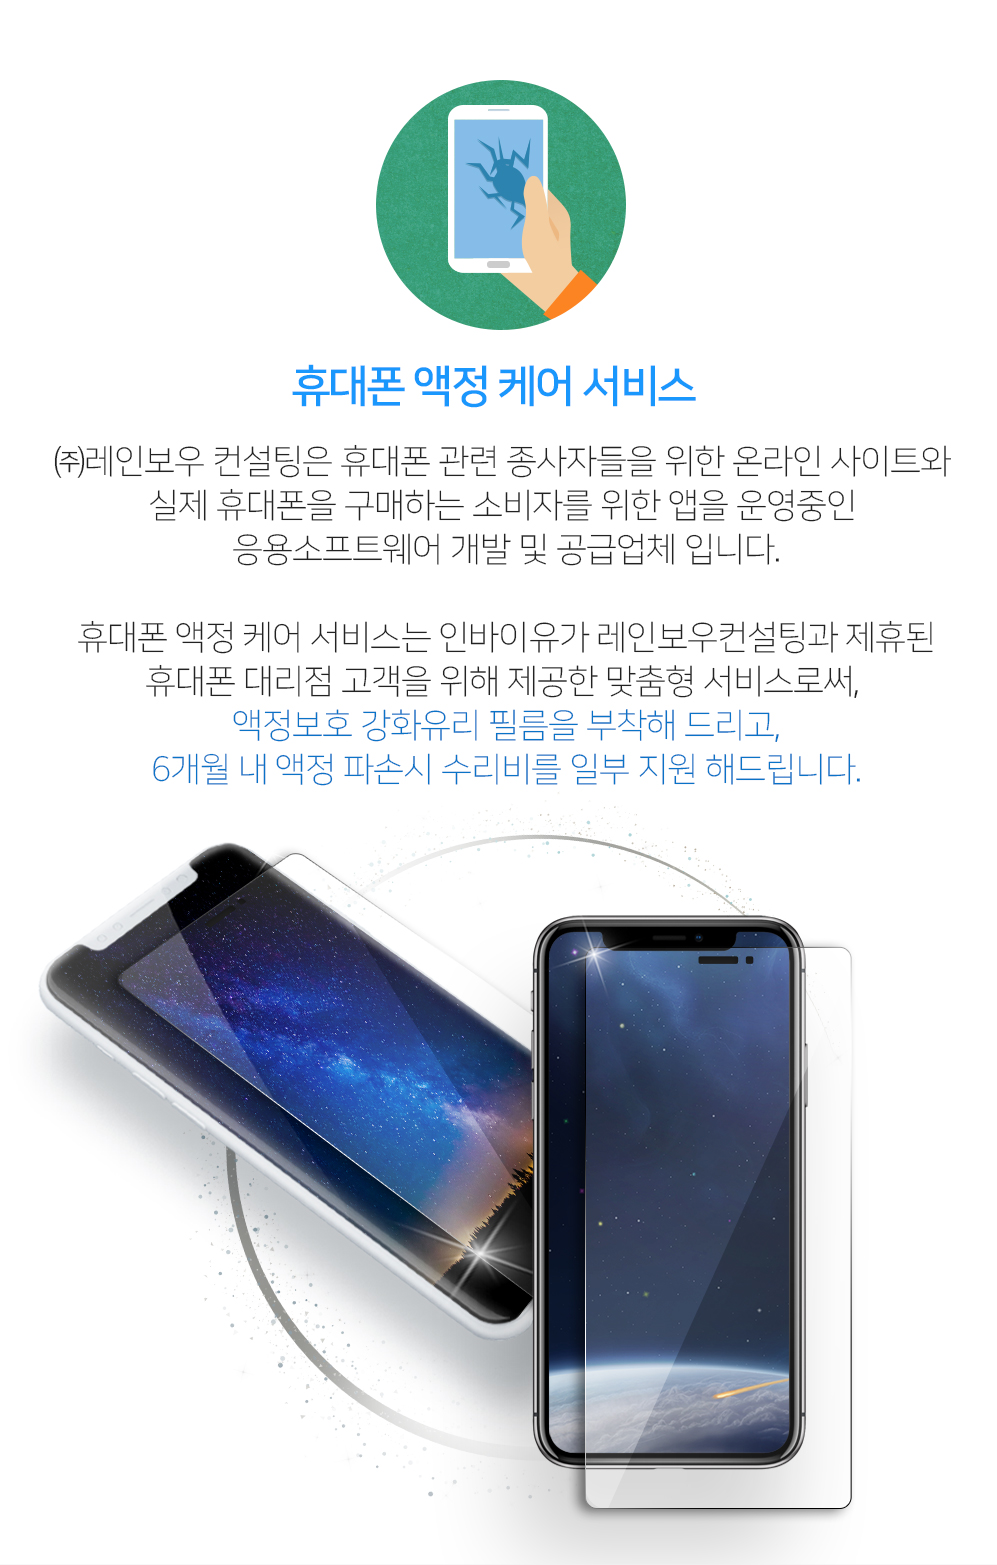 휴대폰 액정 케어 서비스
㈜레인보우 컨설팅은 휴대폰 관련 종사자들을 위한 온라인 사이트와
실제 휴대폰을 구매하는 소비자를 위한 앱을 운영중인
응용소프트웨어 개발 및 공급업체 입니다.
휴대폰 액정 케어 서비스는 인바이유가 레인보우컨설팅과 제휴된
휴대폰 대리점 고객을 위해 제공한 맞춤형 서비스로써,
액정보호 강화유리 필름을 부착해 드리고,
6개월 내 액정 파손시 수리비를 일부 지원 해드립니다.